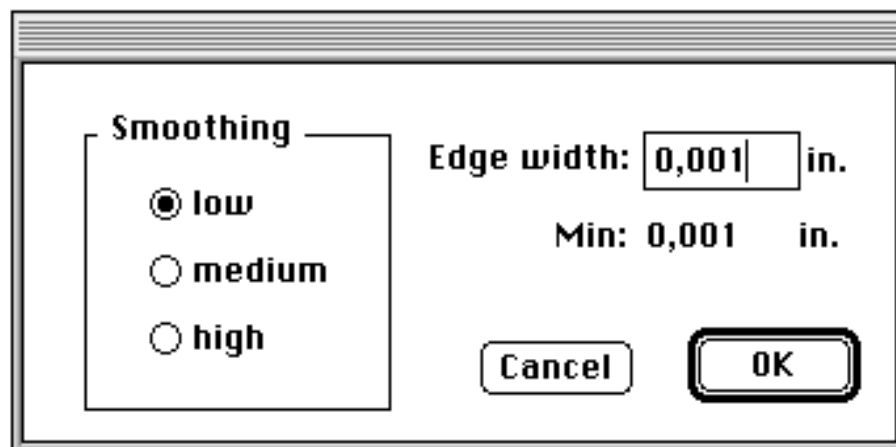 Smoothing
low
medium
high
Edge width: 0,001 in.
Min: 0,001 in.
Cancel
OK